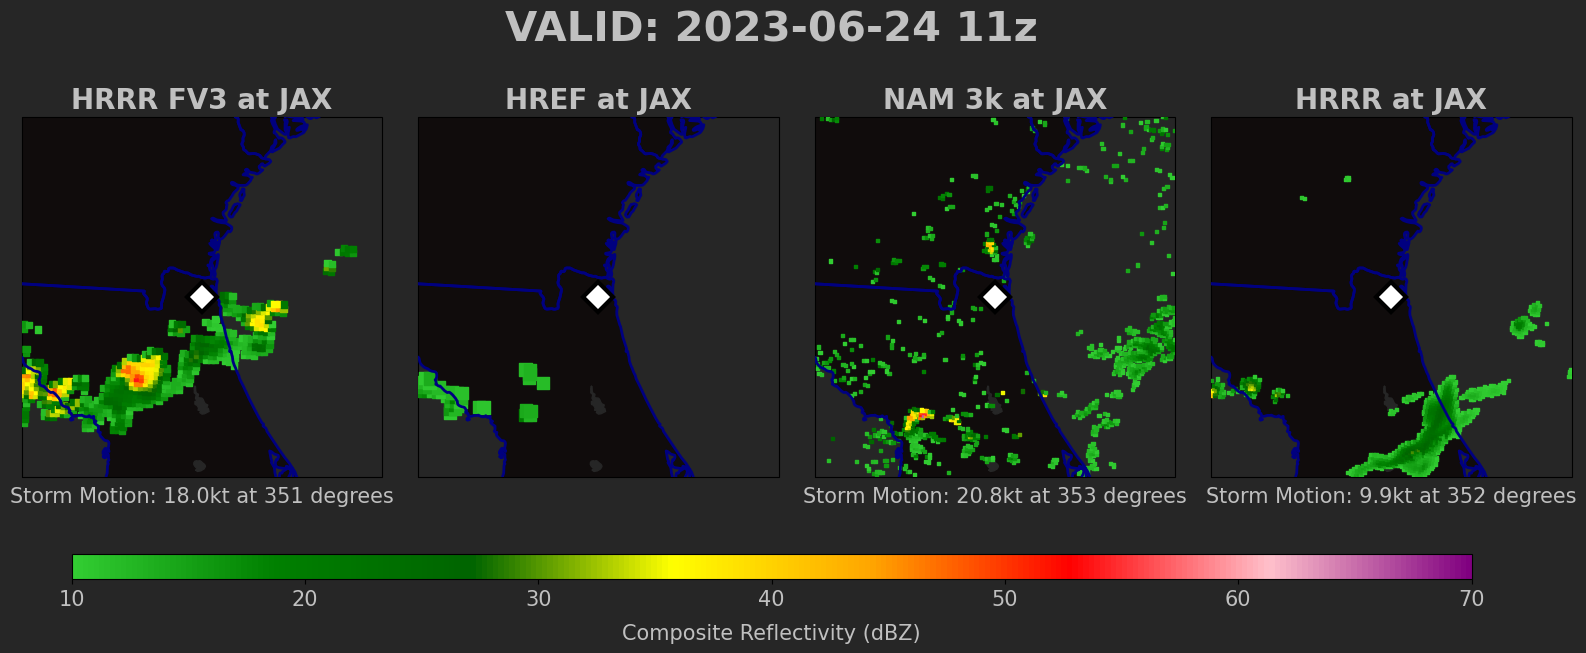 VALID: 2023-06-24 11z
HRRR FV3 at JAX
HREF at JAX
NAM 3k at JAX
HRRR at JAX
Storm Motion: 18.0kt at 351 degrees
Storm Motion: 20.8kt at 353 degrees
Storm Motion: 9.9kt at 352 degrees
10 20 30 40 50 60 70
Composite Reflectivity (dBZ)